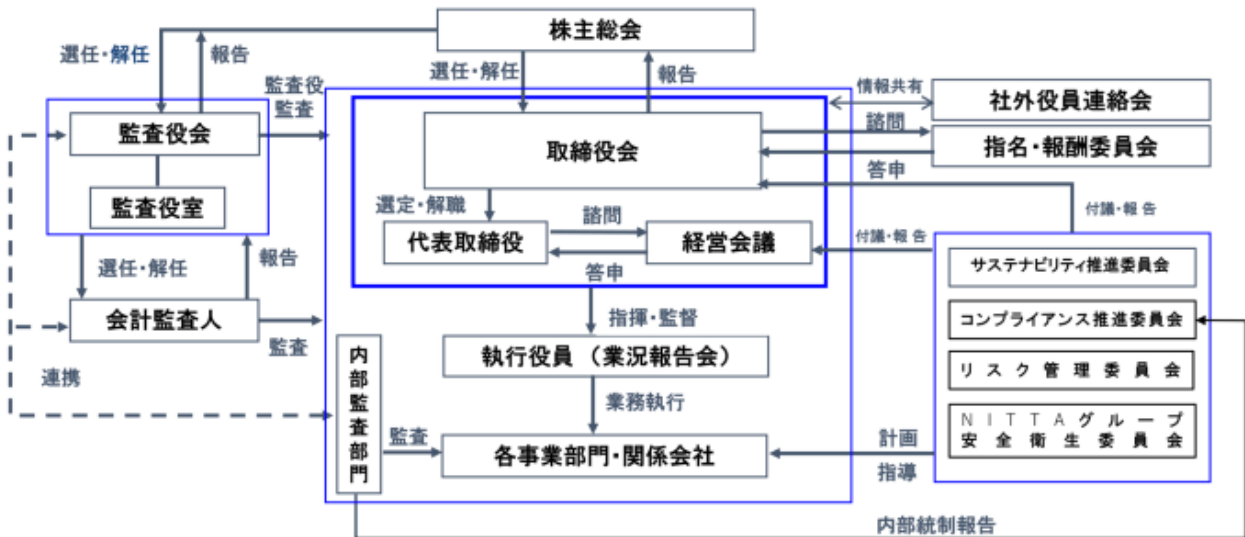 株主総会
選任・解任
報告
選任・解任
報告
監査役
監査
情報共有
社外役員連絡会
監査役会
取締役会
諮問
指名・報酬委員会
答申
監査役室
選定・解職
諮問
付議・報告
代表取締役
経営会議
付議・報告
答申
選任・解任
報告
サステナビリティ推進委員会
会計監査人
監査
指揮・監督
コンプライアンス推進委員会
執行役員（業況報告会）
リスク管理委員会
連携
内部監査部門
業務執行
NITTAグループ
安全衛生委員会
監査
各事業部門・関係会社
計画
指導
内部統制報告